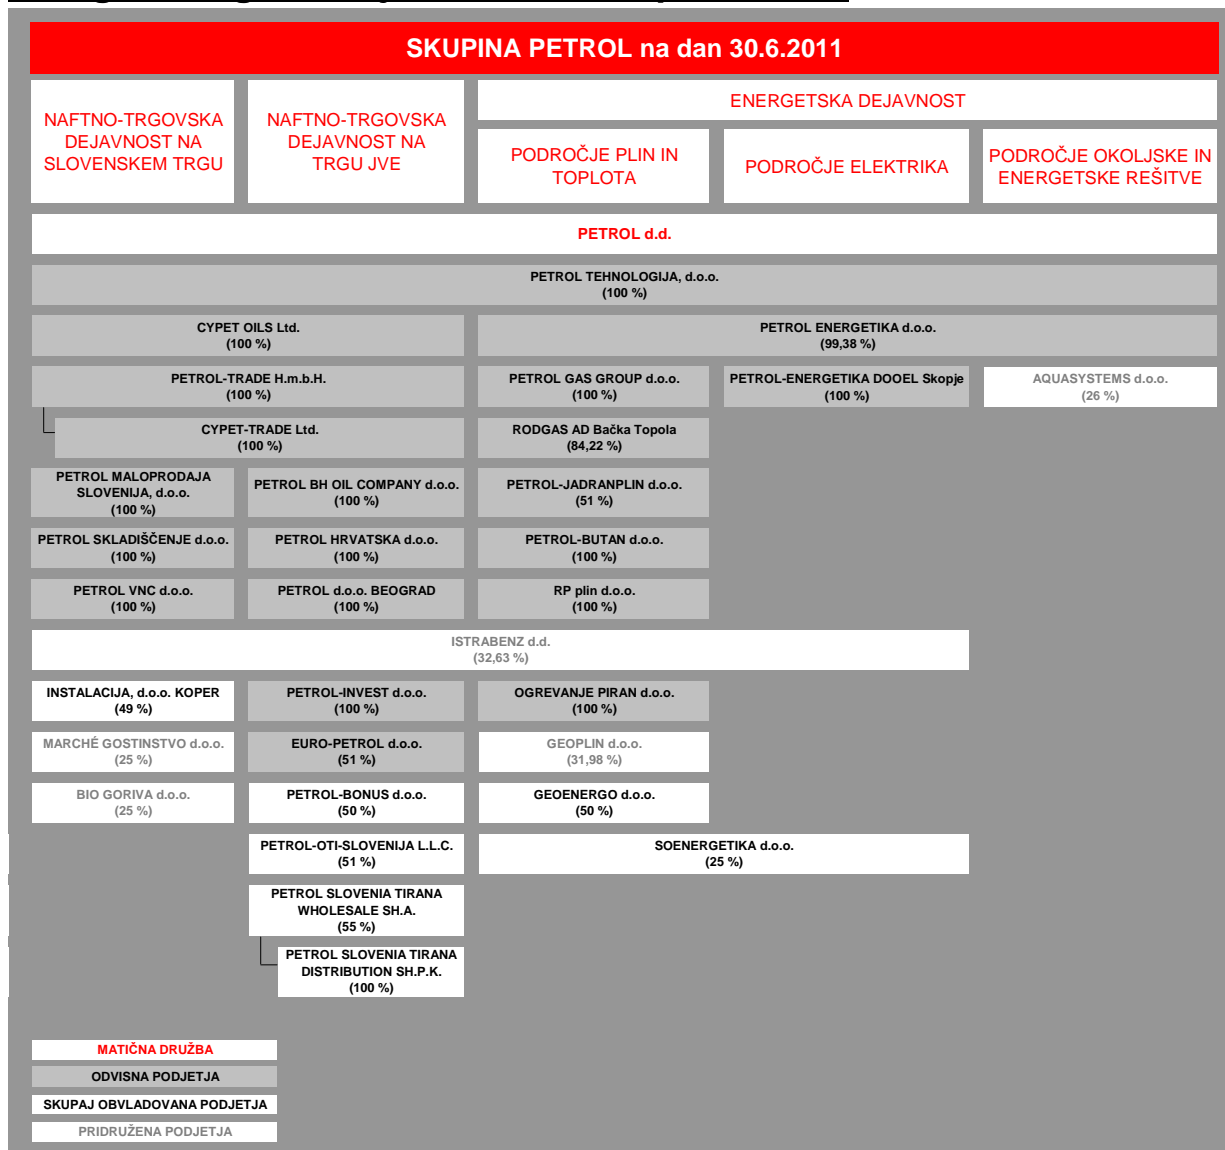 SKUPINA PETROL na dan 30.6.2011
NAFTNO-TRGOVSKA
DEJAVNOST NA
SLOVENSKEM TRGU
NAFTNO-TRGOVSKA
DEJAVNOST NA
TRGU JVE
ENERGETSKA DEJAVNOST
PODROČJE PLIN IN
TOPLOTA
PODROČJE ELEKTRIKA
PODROČJE OKOLJSKE IN
ENERGETSKE REŠITVE
PETROL d.d.
PETROL TEHNOLOGIJA, d.o.o.
(100 %)
CYPET OILS Ltd.
(100 %)
PETROL ENERGETIKA d.o.o.
(99,38 %)
PETROL-TRADE H.m.b.H.
(100 %)
PETROL GAS GROUP d.o.o.
(100 %)
PETROL-ENERGETIKA DOOEL Skopje
(100 %)
AQUASYSTEMS d.o.o.
(26 %)
CYPET-TRADE Ltd.
(100 %)
RODGAS AD Bačka Topola
(84,22 %)
PETROL MALOPRODAJA
SLOVENIJA, d.o.o.
(100 %)
PETROL BH OIL COMPANY d.o.o.
(100 %)
PETROL-JADRANPLIN d.o.o.
(51 %)
PETROL SKLADIŠČENJE d.o.o.
(100 %)
PETROL HRVATSKA d.o.o.
(100 %)
PETROL-BUTAN d.o.o.
(100 %)
PETROL VNC d.o.o.
(100 %)
PETROL d.o.o. BEOGRAD
(100 %)
RP plin d.o.o.
(100 %)
ISTRABENZ d.d.
(32,63 %)
INSTALACIJA, d.o.o. KOPER
(49 %)
PETROL-INVEST d.o.o.
(100 %)
OGREVANJE PIRAN d.o.o.
(100 %)
MARCHÉ GOSTINSTVO d.o.o.
(25 %)
EURO-PETROL d.o.o.
(51 %)
GEOPLIN d.o.o.
(31,98 %)
BIO GORIVA d.o.o.
(25 %)
PETROL-BONUS d.o.o.
(50 %)
GEOENERGO d.o.o.
(50 %)
PETROL-OTI-SLOVENIJA L.L.C.
(51 %)
SOENERGETIKA d.o.o.
(25 %)
PETROL SLOVENIA TIRANA
WHOLESALE SH.A.
(55 %)
PETROL SLOVENIA TIRANA
DISTRIBUTION SH.P.K.
(100 %)
MATIČNA DRUŽBA
ODVISNA PODJETJA
SKUPAJ OBVLADOVANA PODJETJA
PRIDRUŽENA PODJETJA